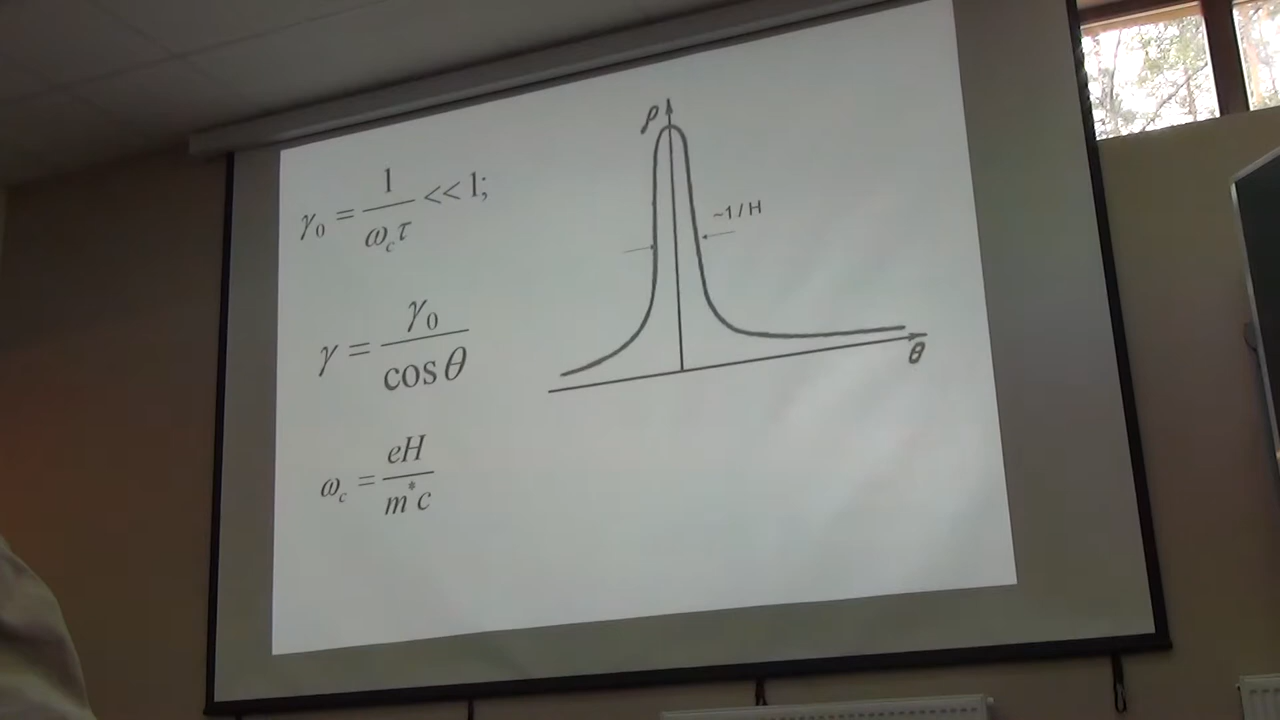 γ₀ = 1 / (ω_c τ) << 1;
γ = γ₀ / cos θ
ω_c = eH / (m*c)
ρ
~1 / H
θ